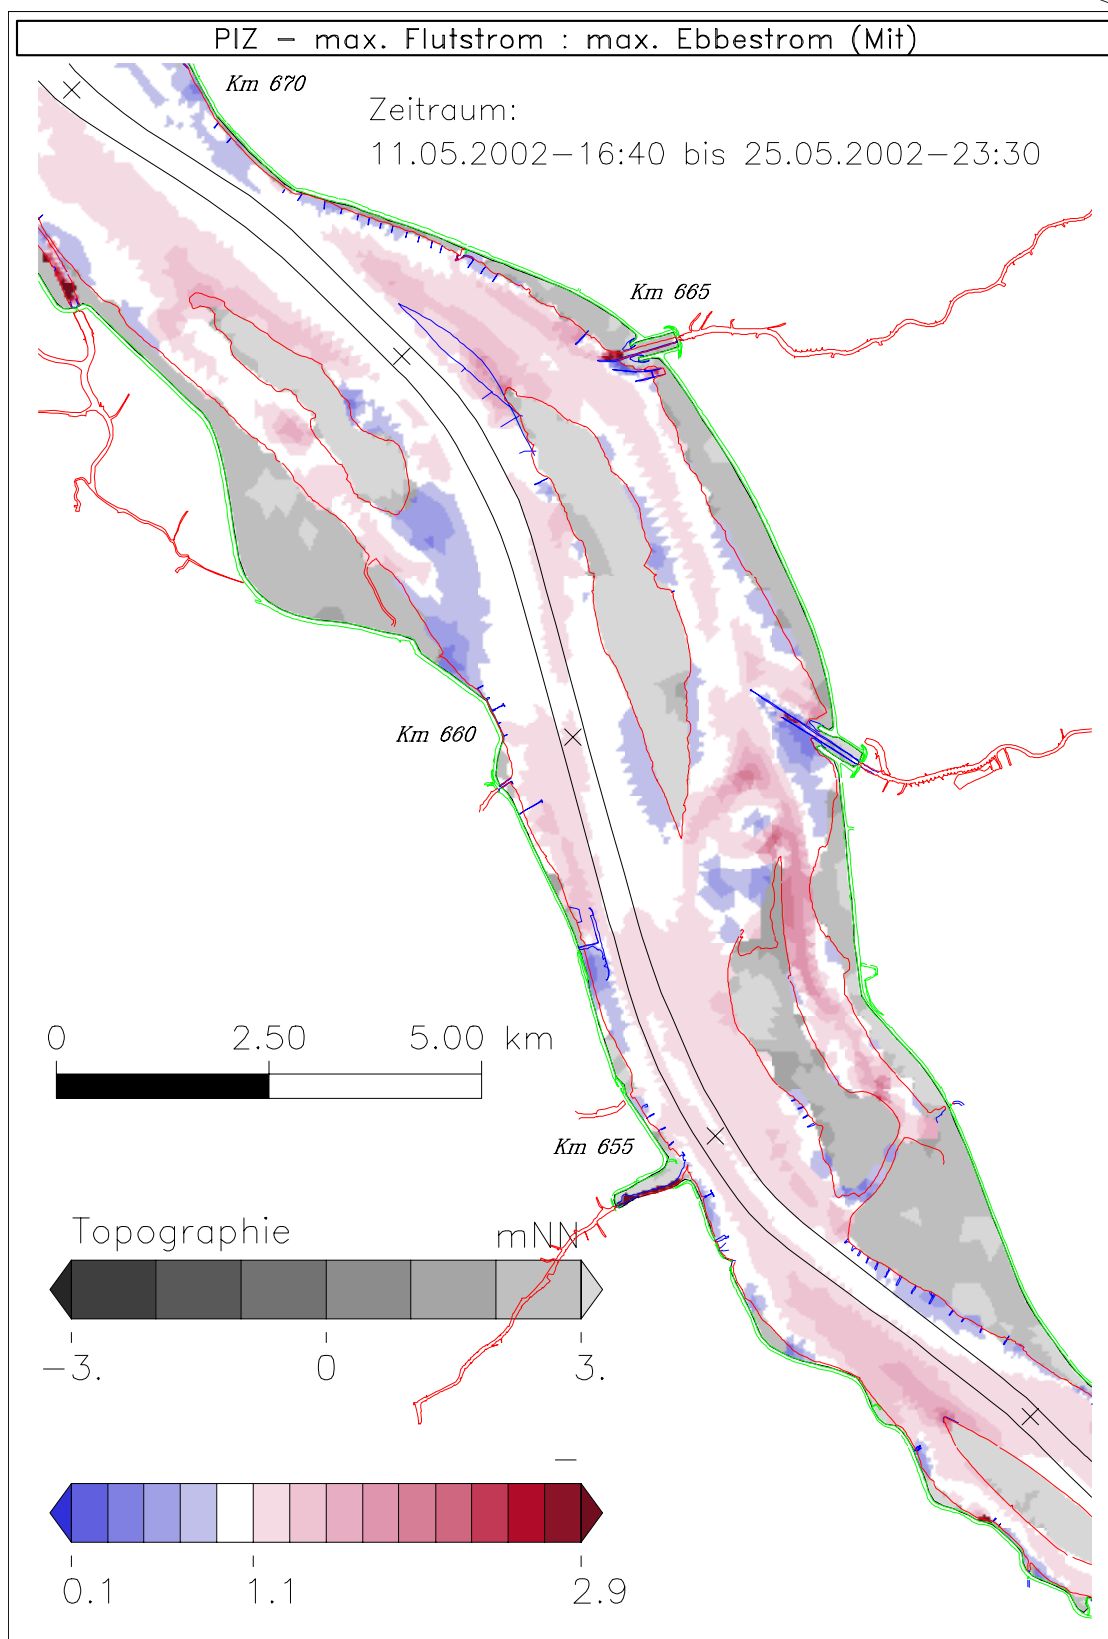 PIZ – max. Flutstrom : max. Ebbestrom (Mit)
Km 670
Zeitraum:
11.05.2002–16:40 bis 25.05.2002–23:30
Km 665
Km 660
0 2.50 5.00 km
Km 655
Topographie mNN
–3. 0 3.
–
0.1 1.1 2.9